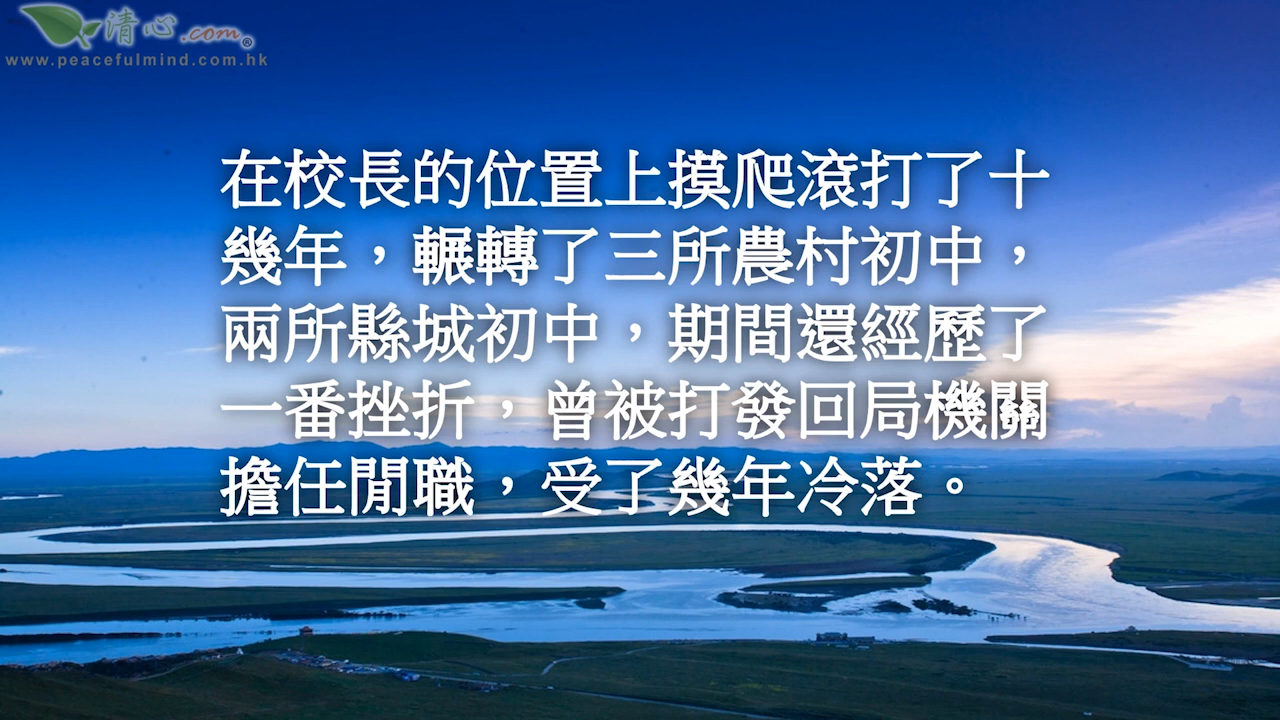 清心.com®
www.peacefulmind.com.hk
在校長的位置上摸爬滾打了十
幾年，輾轉了三所農村初中，
兩所縣城初中，期間還經歷了
一番挫折，曾被打發回局機關
擔任閒職，受了幾年冷落。